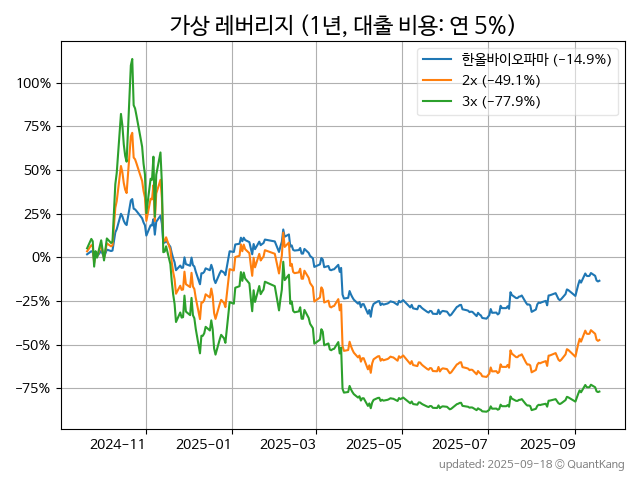 가상 레버리지 (1년, 대출 비용: 연 5%)
한올바이오파마 (-14.9%)
2x (-49.1%)
3x (-77.9%)
100%
75%
50%
25%
0%
-25%
-50%
-75%
2024-11
2025-01
2025-03
2025-05
2025-07
2025-09
updated: 2025-09-18 © QuantKang